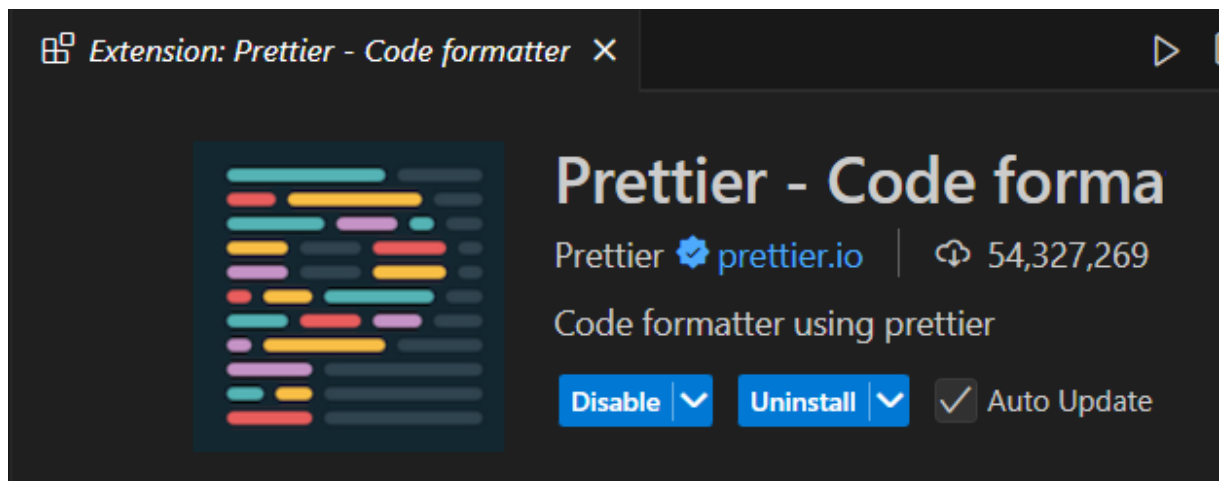 Extension: Prettier - Code formatter
Prettier - Code forma
Prettier prettier.io 54,327,269
Code formatter using prettier
Disable Uninstall Auto Update